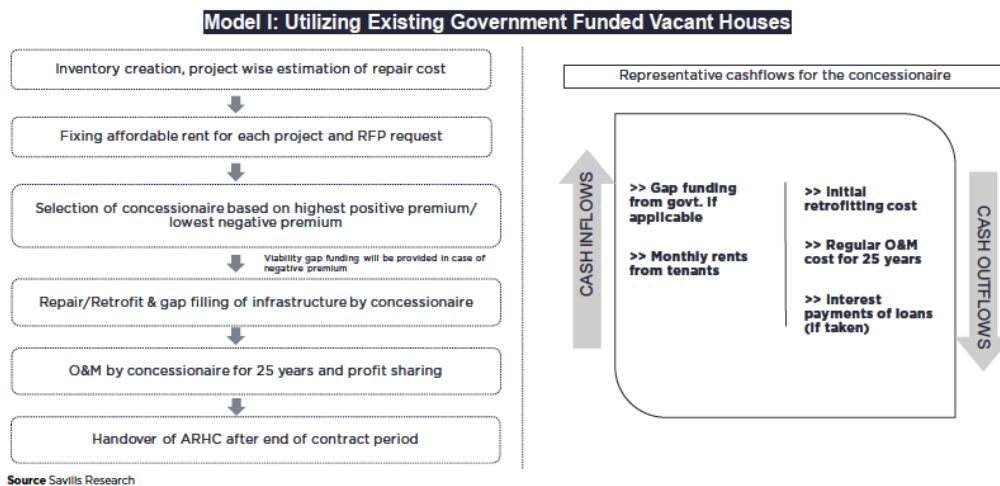 Model I: Utilizing Existing Government Funded Vacant Houses
Inventory creation, project wise estimation of repair cost
Fixing affordable rent for each project and RFP request
Selection of concessionaire based on highest positive premium/
lowest negative premium
Viability gap funding will be provided in case of
negative premium
Repair/Retrofit & gap filling of infrastructure by concessionaire
O&M by concessionaire for 25 years and profit sharing
Handover of ARHC after end of contract period
Source Savills Research
Representative cashflows for the concessionaire
CASH INFLOWS
>> Gap funding
from govt. If
applicable
>> Monthly rents
from tenants
>> Initial
retrofitting cost
>> Regular O&M
cost for 25 years
>> Interest
payments of loans
(If taken)
CASH OUTFLOWS